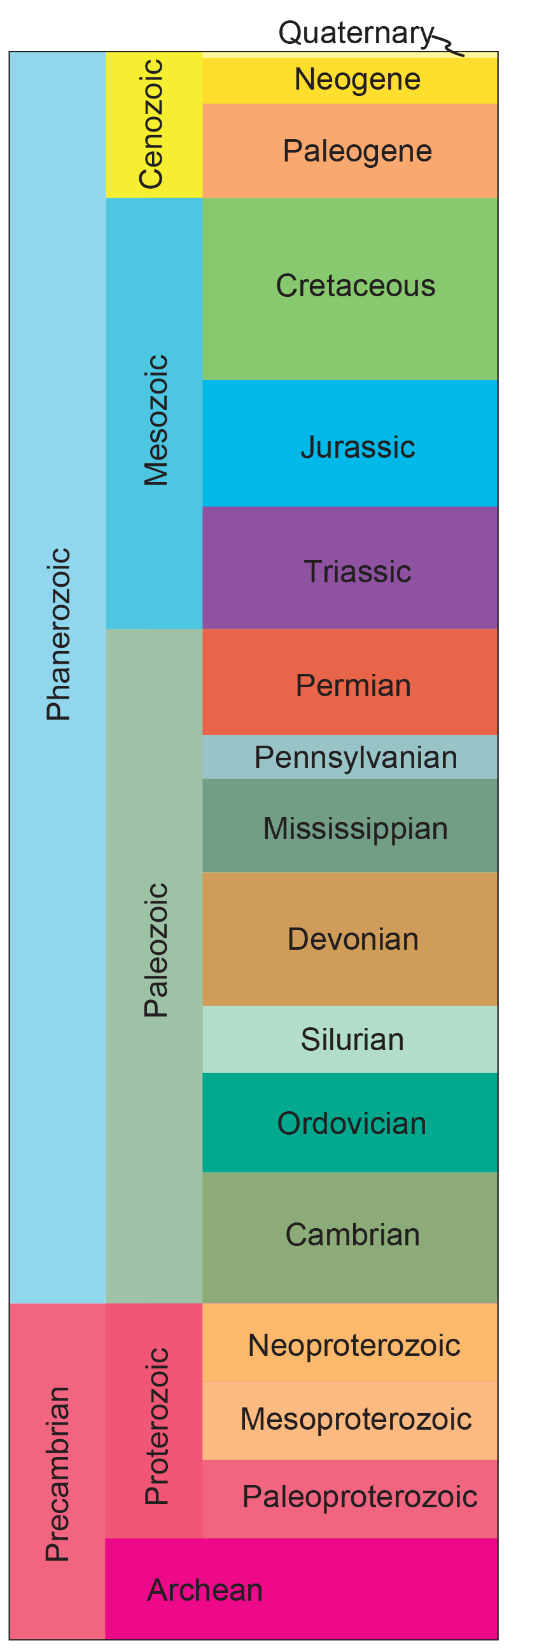 Quaternary
Phanerozoic
Cenozoic
Neogene
Paleogene
Mesozoic
Cretaceous
Jurassic
Triassic
Paleozoic
Permian
Pennsylvanian
Mississippian
Devonian
Silurian
Ordovician
Cambrian
Precambrian
Proterozoic
Neoproterozoic
Mesoproterozoic
Paleoproterozoic
Archean